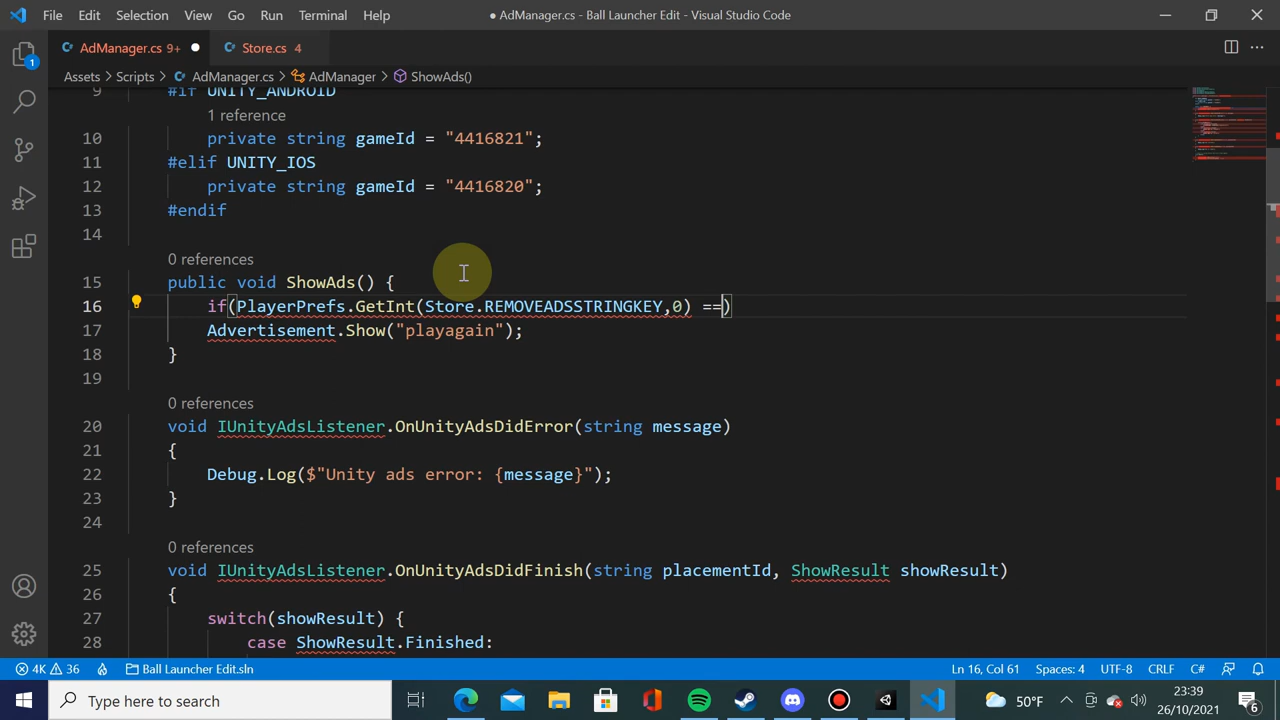 File Edit Selection View Go Run Terminal Help ● AdManager.cs - Ball Launcher Edit - Visual Studio Code
AdManager.cs 9+ ● Store.cs 4
Assets > Scripts > AdManager.cs > AdManager > ShowAds()
9 #if UNITY_ANDROID
1 reference
10 private string gameId = "4416821";
11 #elif UNITY_IOS
12 private string gameId = "4416820";
13 #endif
14
0 references
15 public void ShowAds() {
16 if(PlayerPrefs.GetInt(Store.REMOVEADSSTRINGKEY,0) ==)
17 Advertisement.Show("playagain");
18 }
19
0 references
20 void IUnityAdsListener.OnUnityAdsDidError(string message)
21 {
22 Debug.Log($"Unity ads error: {message}");
23 }
24
0 references
25 void IUnityAdsListener.OnUnityAdsDidFinish(string placementId, ShowResult showResult)
26 {
27 switch(showResult) {
28 case ShowResult.Finished:
1
4K 36 Ball Launcher Edit.sln Ln 16, Col 61 Spaces: 4 UTF-8 CRLF C#
Type here to search 50°F 23:39
26/10/2021 6